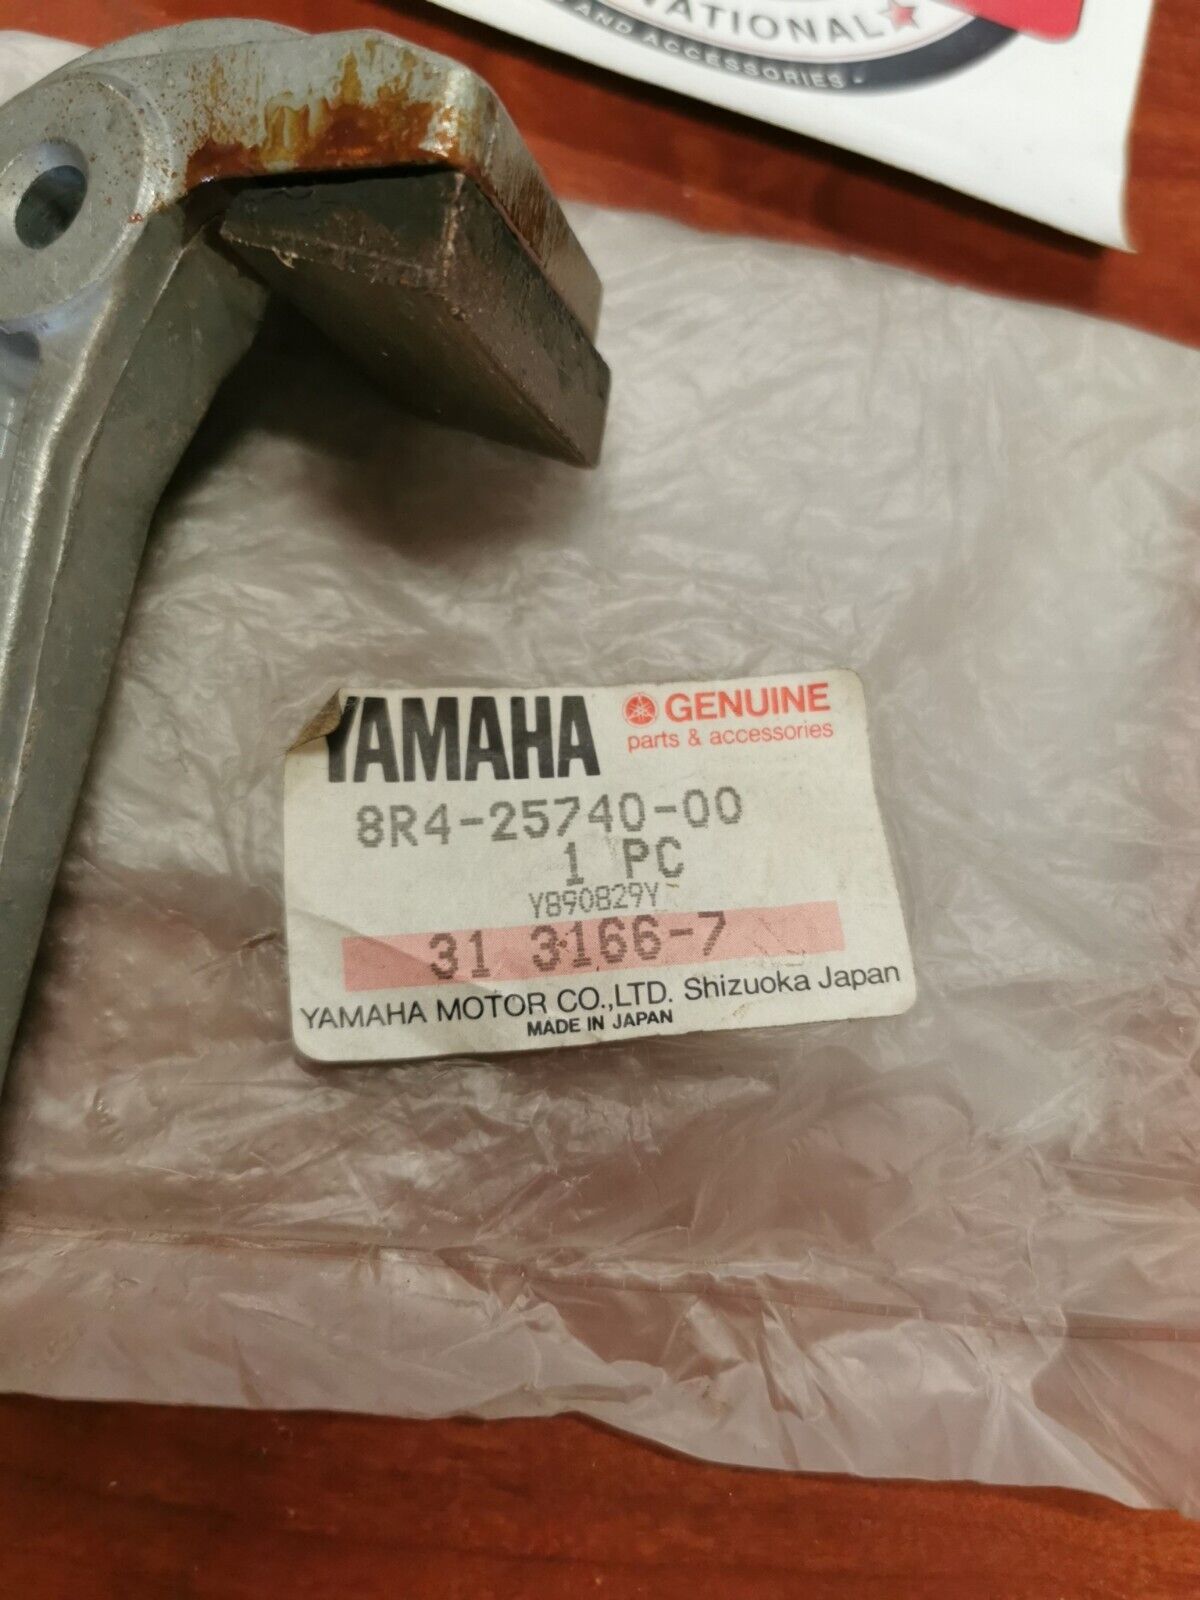 NATIONAL
AND ACCESSORIES -
YAMAHA
GENUINE
parts & accessories
8R4-25740-00
1 PC
Y890829Y
31 3166-7
YAMAHA MOTOR CO.,LTD. Shizuoka Japan
MADE IN JAPAN